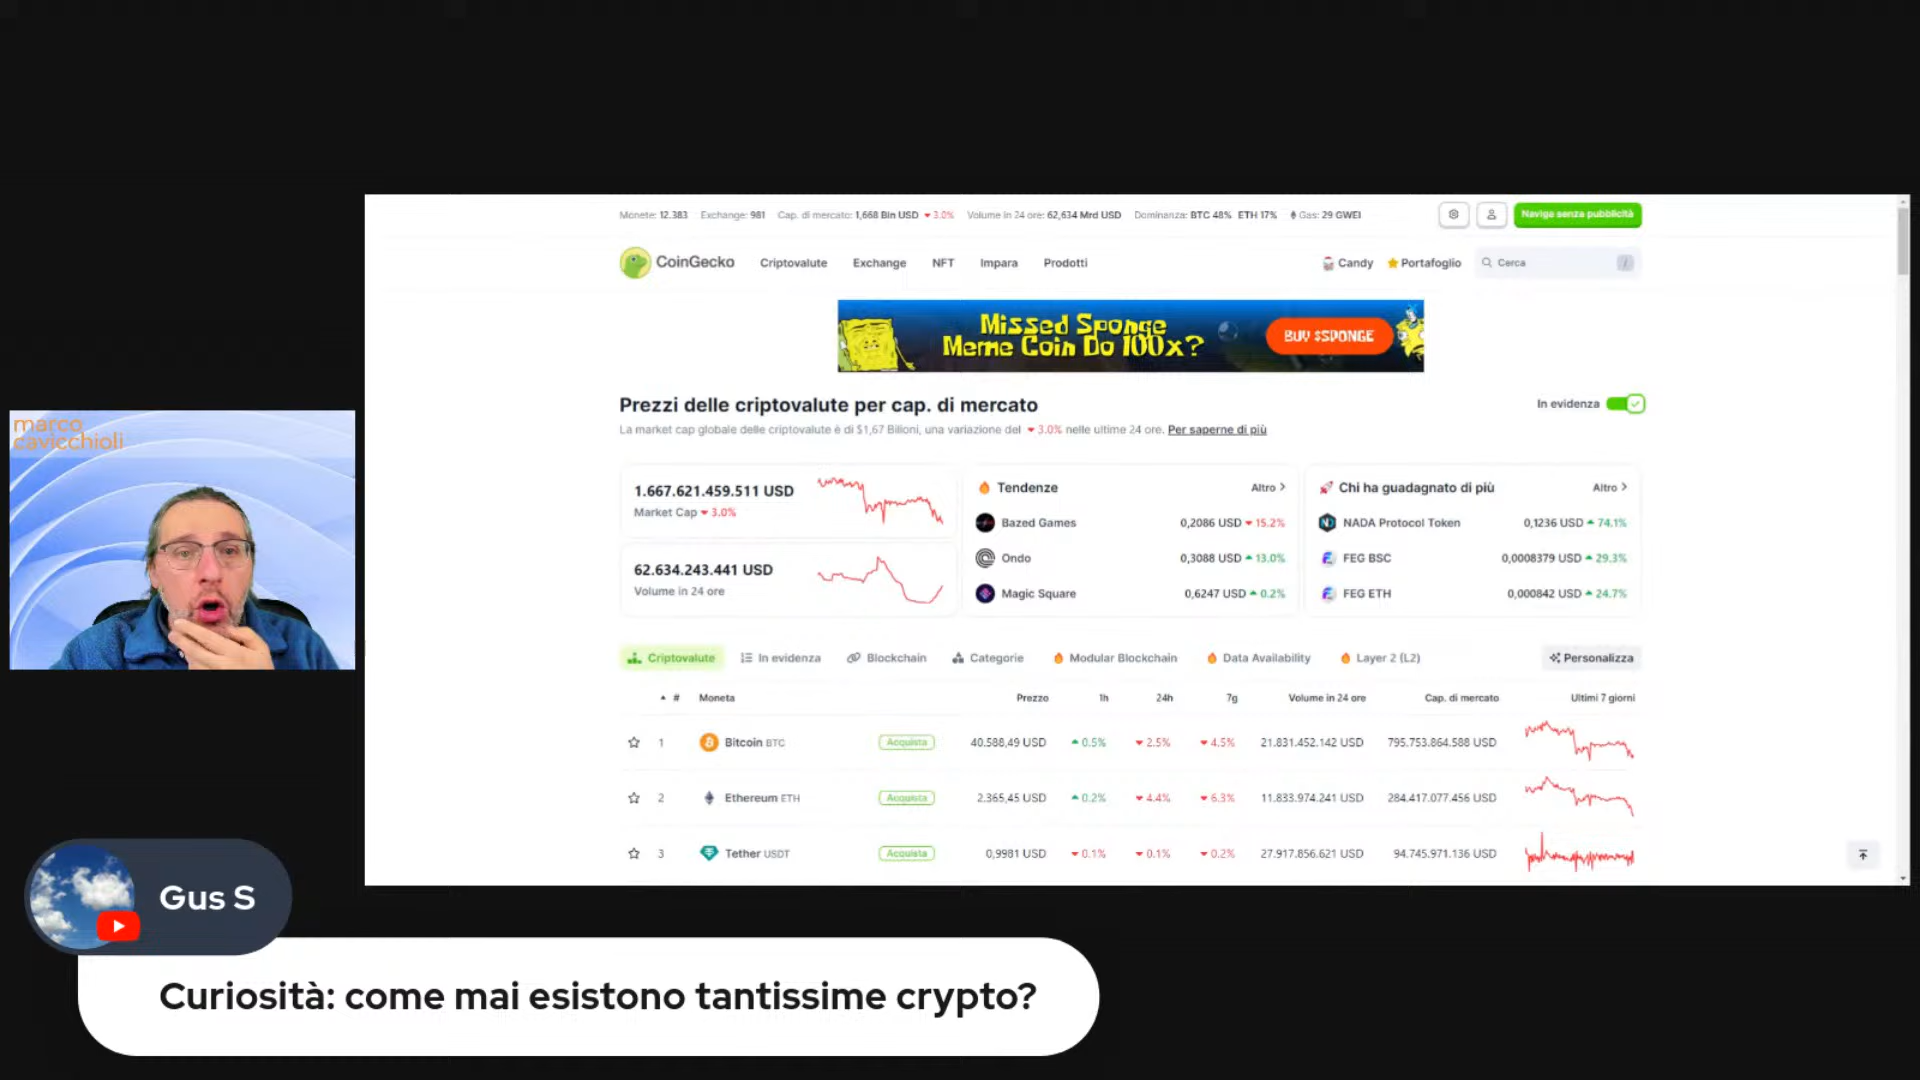 Monete: 12.383 Exchange: 981 Cap. di mercato: 1,668 Bln USD 3.0% Volume in 24 ore: 62,634 Mrd USD Dominanza: BTC 48% ETH 17% Gas: 29 GWEI
Naviga senza pubblicità
CoinGecko Criptovalute Exchange NFT Impara Prodotti Candy Portafoglio Cerca /
Missed Sponge
Meme Coin Do 100x?
BUY $SPONGE
Prezzi delle criptovalute per cap. di mercato
In evidenza
La market cap globale delle criptovalute è di $1,67 Bilioni, una variazione del 3.0% nelle ultime 24 ore. Per saperne di più
marco
cavicchioli
1.667.621.459.511 USD
Market Cap 3.0%
62.634.243.441 USD
Volume in 24 ore
Tendenze Altro
Bazed Games 0,2086 USD 15.2%
Ondo 0,3088 USD 13.0%
Magic Square 0,6247 USD 0.2%
Chi ha guadagnato di più Altro
NADA Protocol Token 0,1236 USD 74.1%
FEG BSC 0,0008379 USD 29.3%
FEG ETH 0,000842 USD 24.7%
Criptovalute In evidenza Blockchain Categorie Modular Blockchain Data Availability Layer 2 (L2) Personalizza
# Moneta Prezzo 1h 24h 7g Volume in 24 ore Cap. di mercato Ultimi 7 giorni
1 Bitcoin BTC Acquista 40.588,49 USD 0.5% 2.5% 4.5% 21.831.452.142 USD 795.753.864.588 USD
2 Ethereum ETH Acquista 2.365,45 USD 0.2% 4.4% 6.3% 11.833.974.241 USD 284.417.077.456 USD
3 Tether USDT Acquista 0,9981 USD 0.1% 0.1% 0.2% 27.917.856.621 USD 94.745.971.136 USD
Gus S
Curiosità: come mai esistono tantissime crypto?